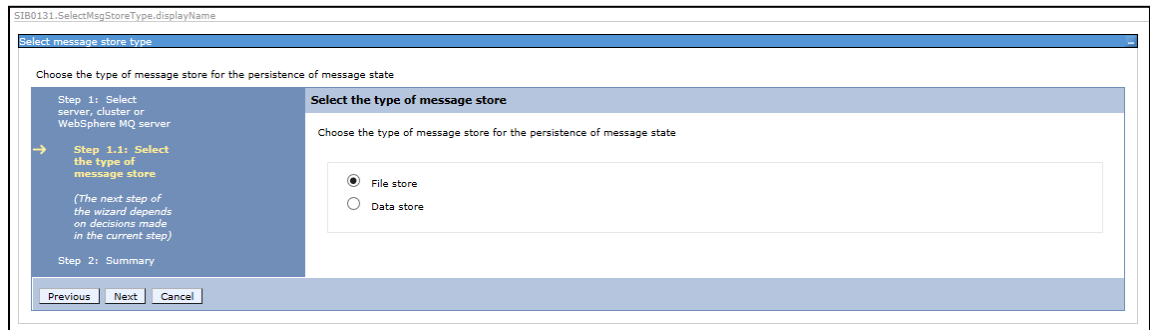 SIB0131.SelectMsgStoreType.displayName
Select message store type
Choose the type of message store for the persistence of message state
Step 1: Select
server, cluster or
WebSphere MQ server
Step 1.1: Select
the type of
message store
(The next step of
the wizard depends
on decisions made
in the current step)
Step 2: Summary
Select the type of message store
Choose the type of message store for the persistence of message state
File store
Data store
Previous Next Cancel